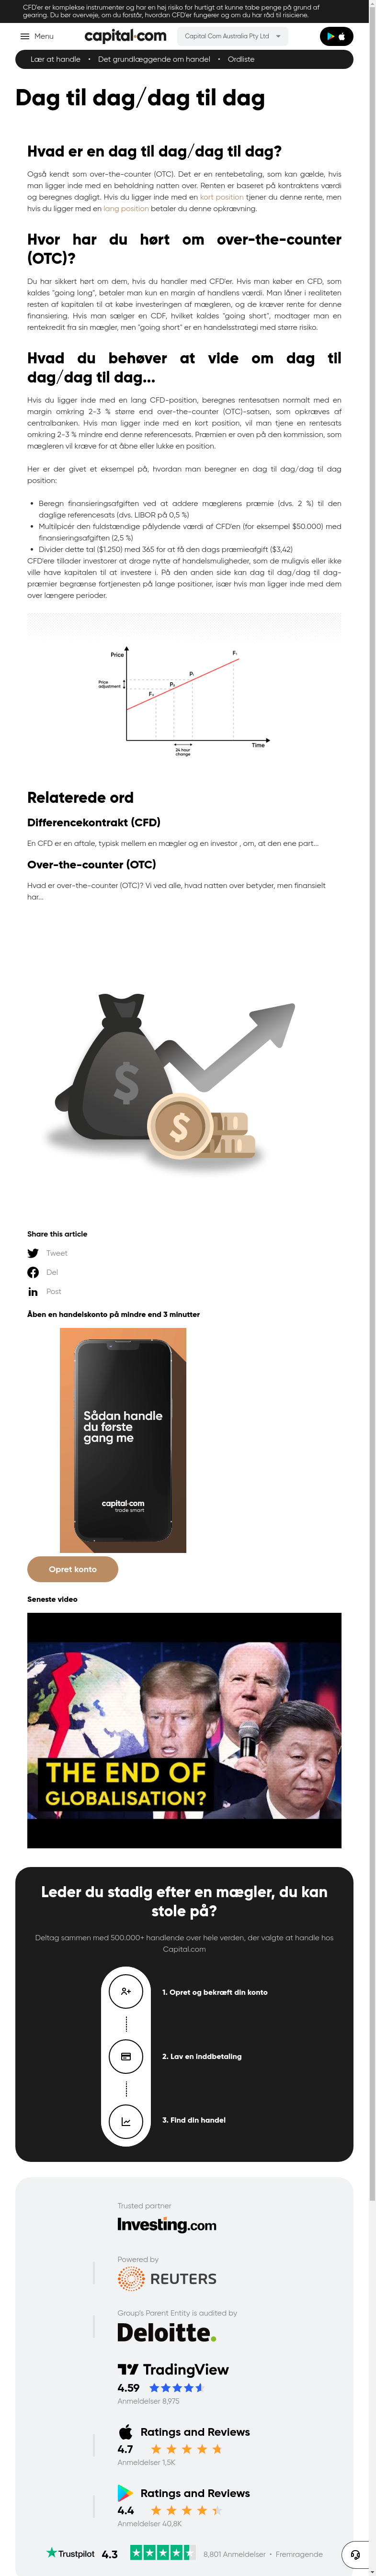 CFD'er er komplekse instrumenter og har en høj risiko for hurtigt at kunne tabe penge på grund af
gearing. Du bør overveje, om du forstår, hvordan CFD'er fungerer og om du har råd til risiciene.
Menu
capital.com
Capital Com Australia Pty Ltd
Lær at handle • Det grundlæggende om handel • Ordliste
Dag til dag/dag til dag
Hvad er en dag til dag/dag til dag?
Også kendt som over-the-counter (OTC). Det er en rentebetaling, som kan gælde, hvis
man ligger inde med en beholdning natten over. Renten er baseret på kontraktens værdi
og beregnes dagligt. Hvis du ligger inde med en kort position tjener du denne rente, men
hvis du ligger med en lang position betaler du denne opkrævning.
Hvor har du hørt om over-the-counter
(OTC)?
Du har sikkert hørt om dem, hvis du handler med CFD'er. Hvis man køber en CFD, som
kaldes "going long", betaler man kun en margin af handlens værdi. Man låner i realiteten
resten af kapitalen til at købe investeringen af mægleren, og de kræver rente for denne
finansiering. Hvis man sælger en CDF, hvilket kaldes "going short", modtager man en
rentekredit fra sin mægler, men "going short" er en handelsstrategi med større risiko.
Hvad du behøver at vide om dag til
dag/dag til dag...
Hvis du ligger inde med en lang CFD-position, beregnes rentesatsen normalt med en
margin omkring 2-3 % større end over-the-counter (OTC)-satsen, som opkræves af
centralbanken. Hvis man ligger inde med en kort position, vil man tjene en rentesats
omkring 2-3 % mindre end denne referencesats. Præmien er oven på den kommission, som
mægleren vil kræve for at åbne eller lukke en position.
Her er der givet et eksempel på, hvordan man beregner en dag til dag/dag til dag
position:
• Beregn finansieringsafgiften ved at addere mæglerens præmie (dvs. 2 %) til den
daglige referencesats (dvs. LIBOR på 0,5 %)
• Multiplicér den fuldstændige pålydende værdi af CFD'en (for eksempel $50.000) med
finansieringsafgiften (2,5 %)
• Divider dette tal ($1.250) med 365 for at få den dags præmieafgift ($3,42)
CFD'ene tillader investorer at drage nytte af handelsmuligheder, som de muligvis eller ikke
ville have kapitalen til at investere i. På den anden side kan dag til dag/dag til dag-
præmier begrænse fortjenesten på lange positioner, især hvis man ligger inde med dem
over længere perioder.
Price
F₁
P₁
Price
adjustment
P₂
F₂
Time
24 hour
change
Relaterede ord
Differencekontrakt (CFD)
En CFD er en aftale, typisk mellem en mægler og en investor , om, at den ene part...
Over-the-counter (OTC)
Hvad er over-the-counter (OTC)? Vi ved alle, hvad natten over betyder, men finansielt
har...
$
$
Share this article
Tweet
Del
Post
Åben en handelskonto på mindre end 3 minutter
Sådan handle
du første
gang me
capital.com
trade smart
Opret konto
Seneste video
THE END OF
GLOBALISATION?
Leder du stadig efter en mægler, du kan
stole på?
Deltag sammen med 500.000+ handlende over hele verden, der valgte at handle hos
Capital.com
1. Opret og bekræft din konto
2. Lav en inddbetaling
3. Find din handel
Trusted partner
Investing.com
Powered by
REUTERS
Group's Parent Entity is audited by
Deloitte.
TradingView
4.59
Anmeldelser 8,975
Ratings and Reviews
4.7
Anmeldelser 1,5K
Ratings and Reviews
4.4
Anmeldelser 40,8K
Trustpilot 4.3 8,801 Anmeldelser • Fremragende